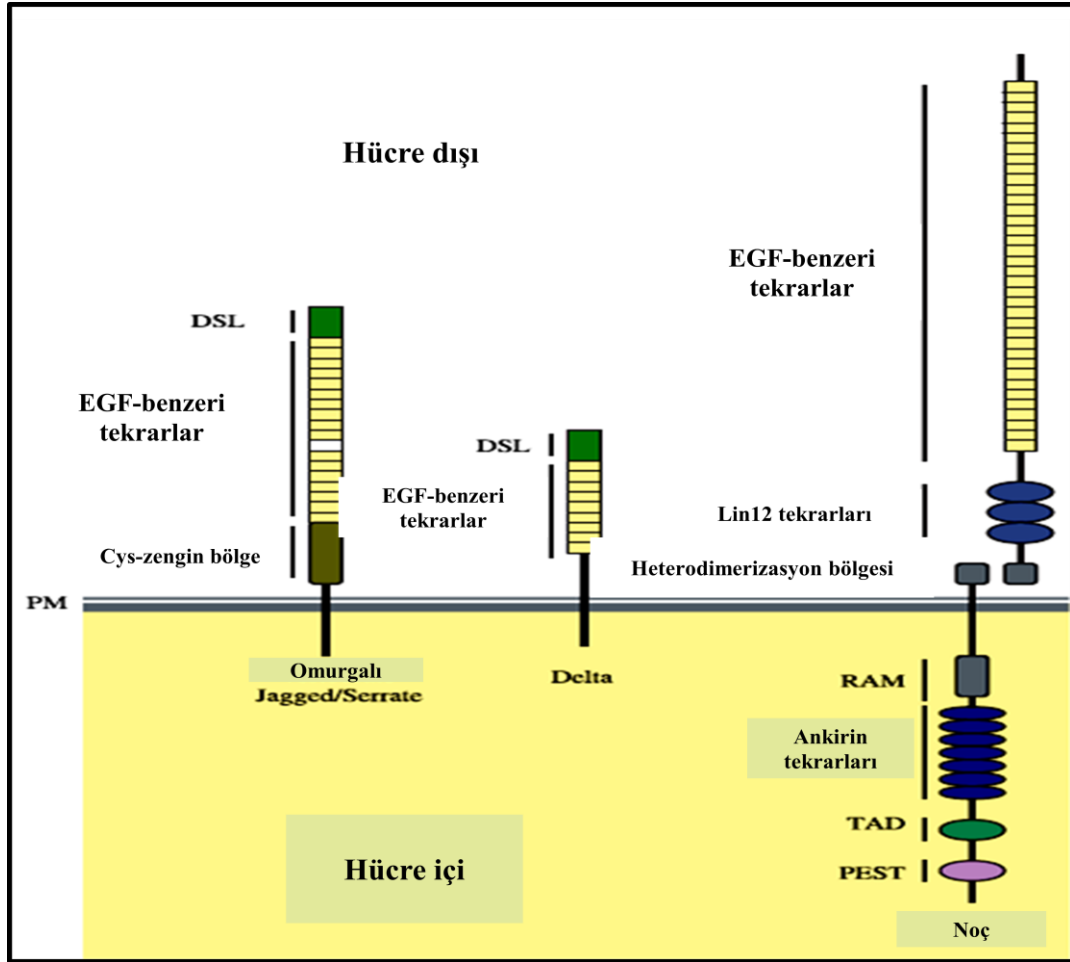 Hücre dışı
EGF-benzeri
tekrarlar
DSL
EGF-benzeri
tekrarlar
DSL
EGF-benzeri
tekrarlar
Lin12 tekrarları
Cys-zengin bölge
Heterodimerizasyon bölgesi
PM
Omurgalı
Jagged/Serrate
Delta
RAM
Ankirin
tekrarları
TAD
Hücre içi
PEST
Noç